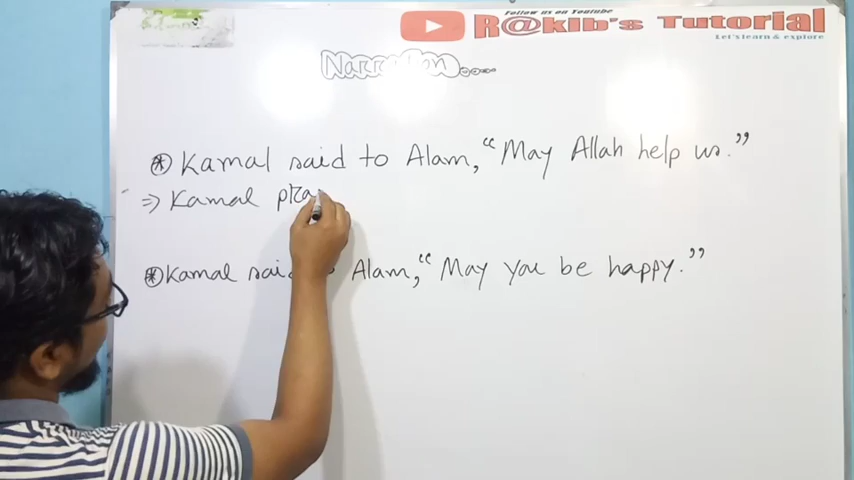 Follow us on Youtube
R@kib's Tutorial
Let's learn & explore
Narration....
* Kamal said to Alam, "May Allah help us."
⇒ Kamal pra
* Kamal said Alam, "May you be happy."